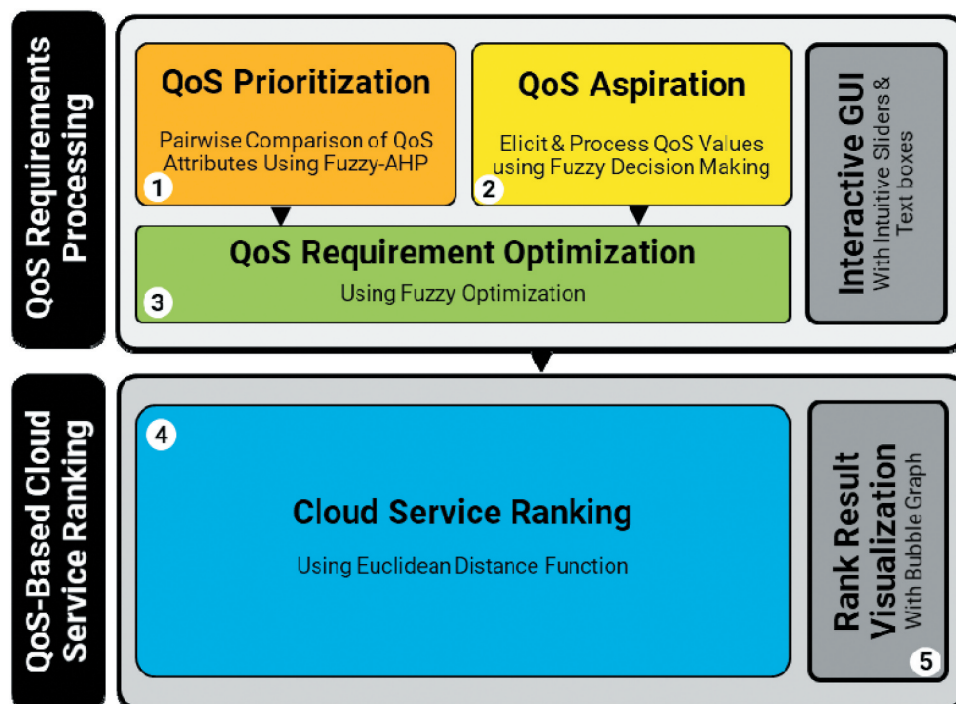 QoS Requirements
Processing
QoS Prioritization
Pairwise Comparison of QoS
Attributes Using Fuzzy-AHP
1
QoS Aspiration
Elicit & Process QoS Values
using Fuzzy Decision Making
2
QoS Requirement Optimization
Using Fuzzy Optimization
3
Interactive GUI
With Intuitive Sliders &
Text boxes
QoS-Based Cloud
Service Ranking
4
Cloud Service Ranking
Using Euclidean Distance Function
Rank Result
Visualization
With Bubble Graph
5